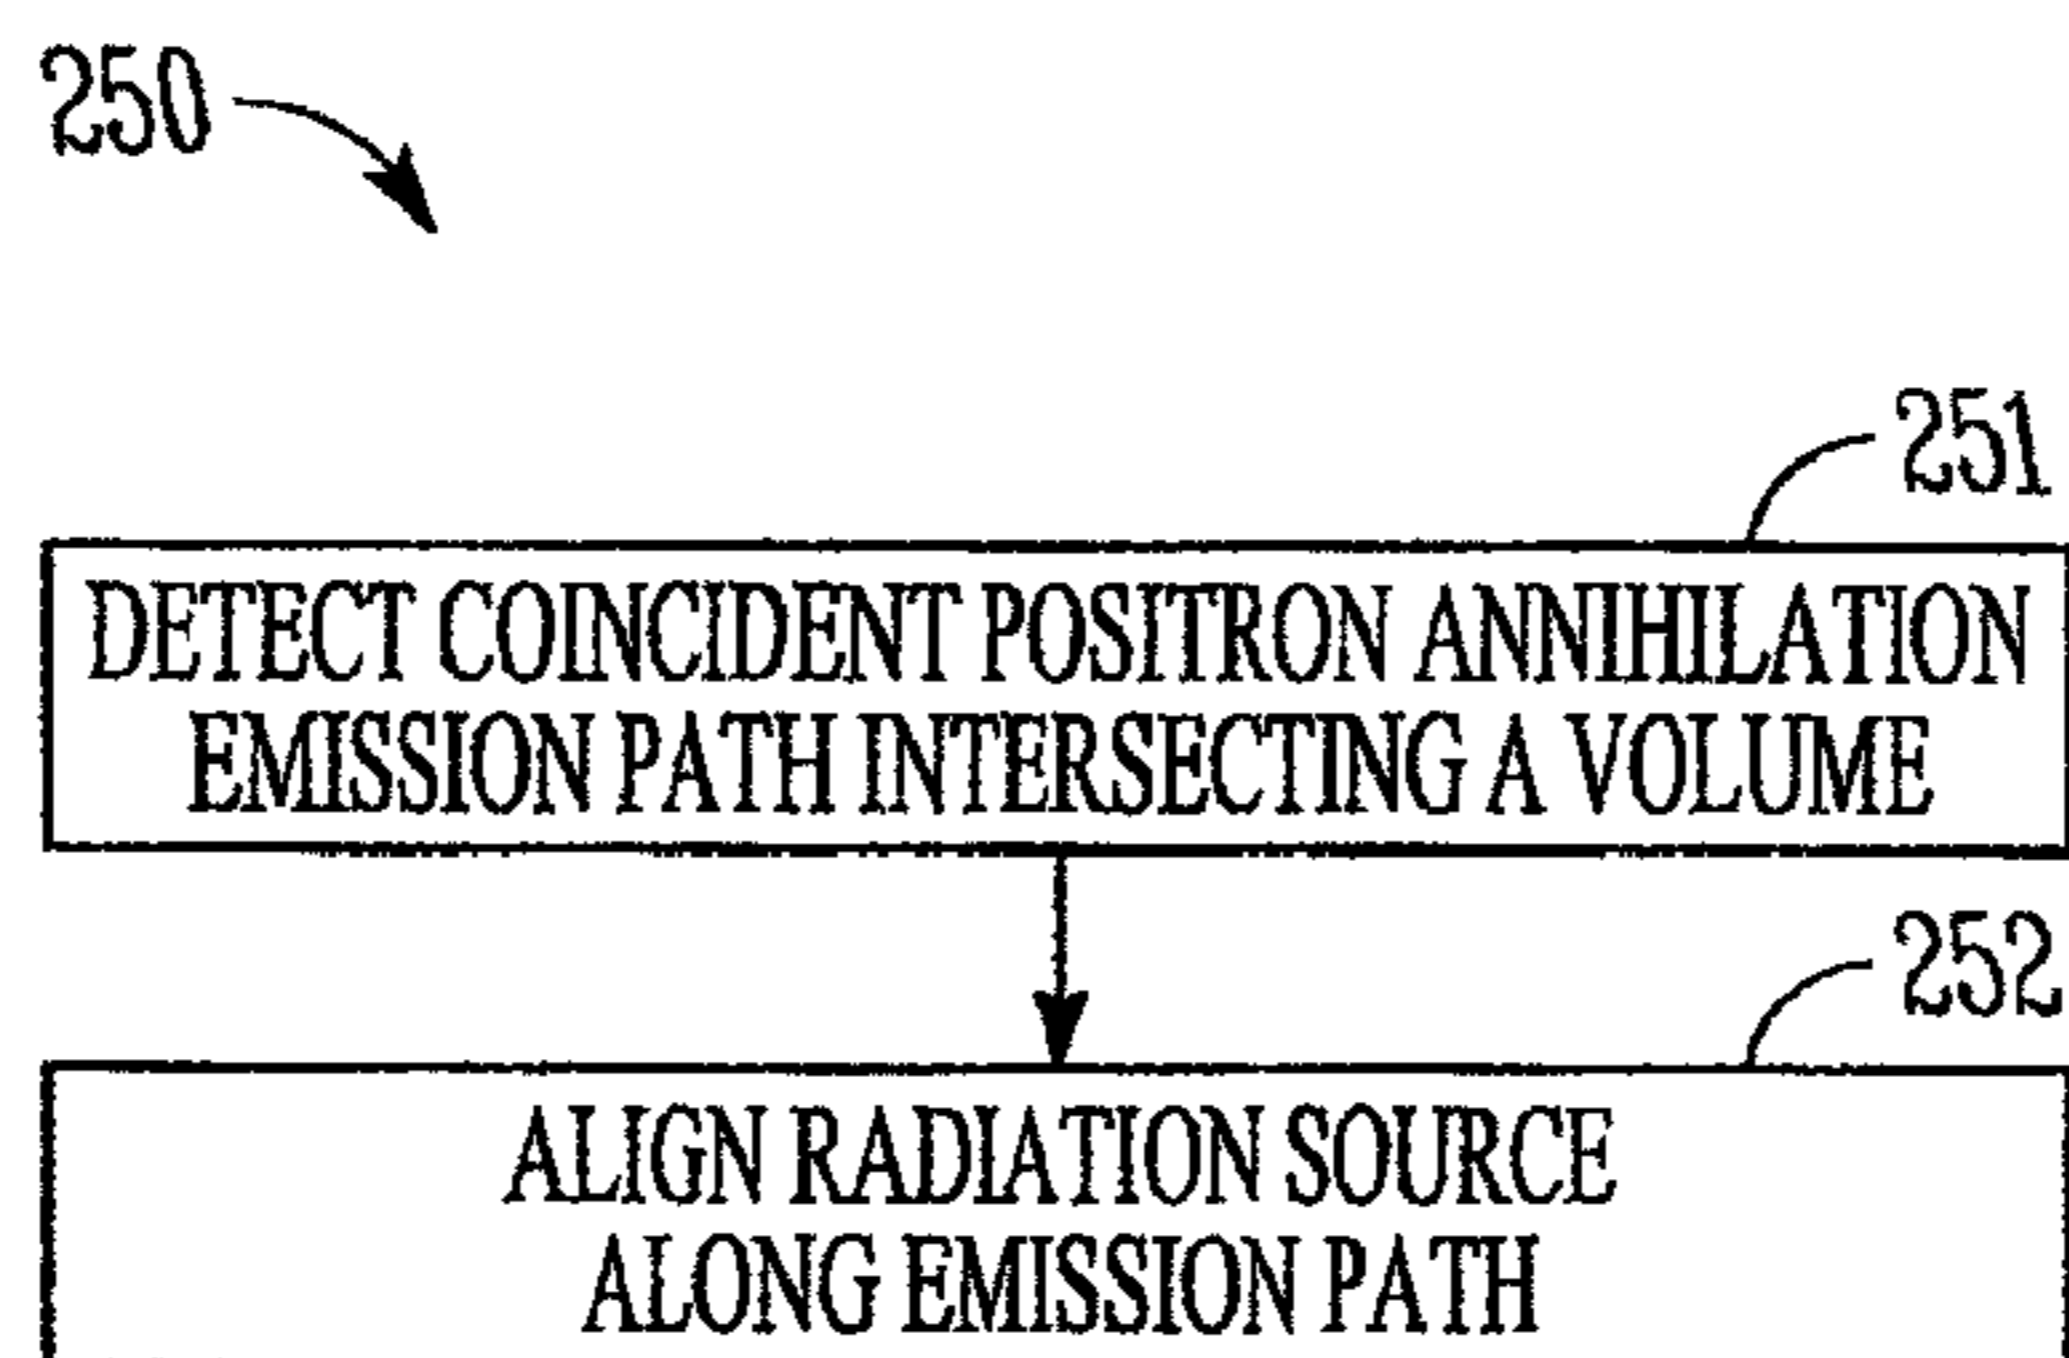 250
251
DETECT COINCIDENT POSITRON ANNIHILATION
EMISSION PATH INTERSECTING A VOLUME
252
ALIGN RADIATION SOURCE
ALONG EMISSION PATH